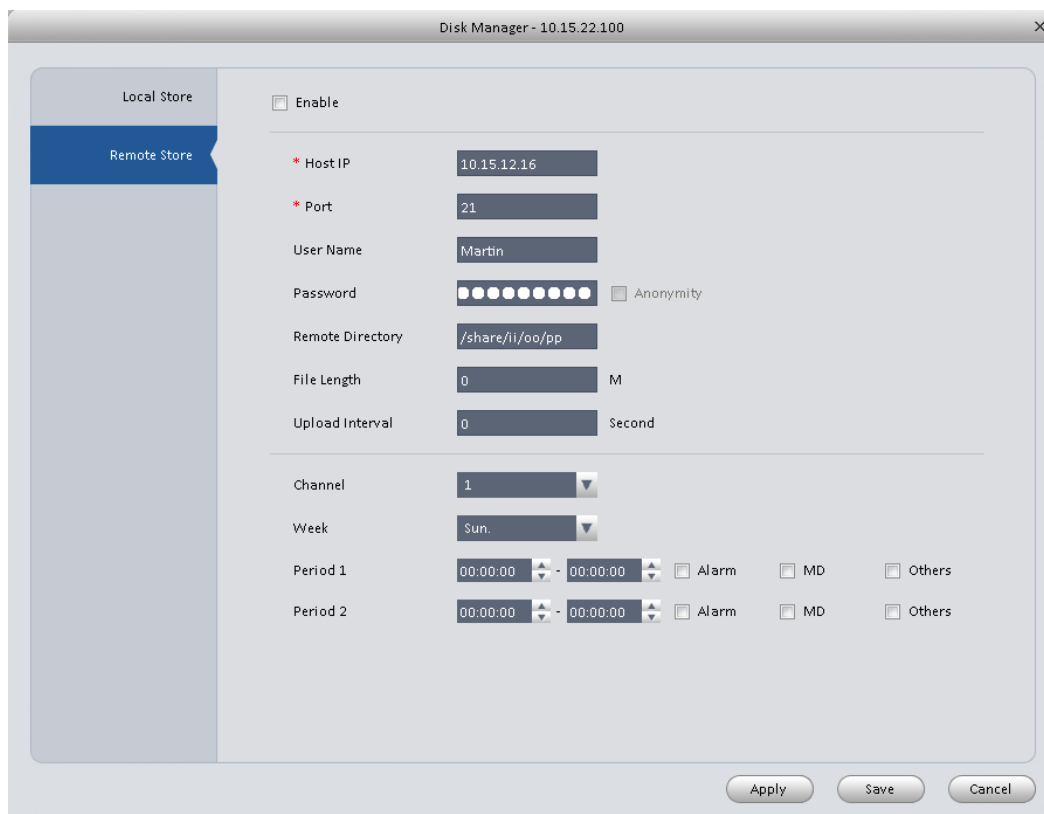 Disk Manager - 10.15.22.100
Local Store
Remote Store
Enable
* Host IP 10.15.12.16
* Port 21
User Name Martin
Password ●●●●●●●●● Anonymity
Remote Directory /share/ii/oo/pp
File Length 0 M
Upload Interval 0 Second
Channel 1
Week Sun.
Period 1 00:00:00 - 00:00:00 Alarm MD Others
Period 2 00:00:00 - 00:00:00 Alarm MD Others
Apply Save Cancel